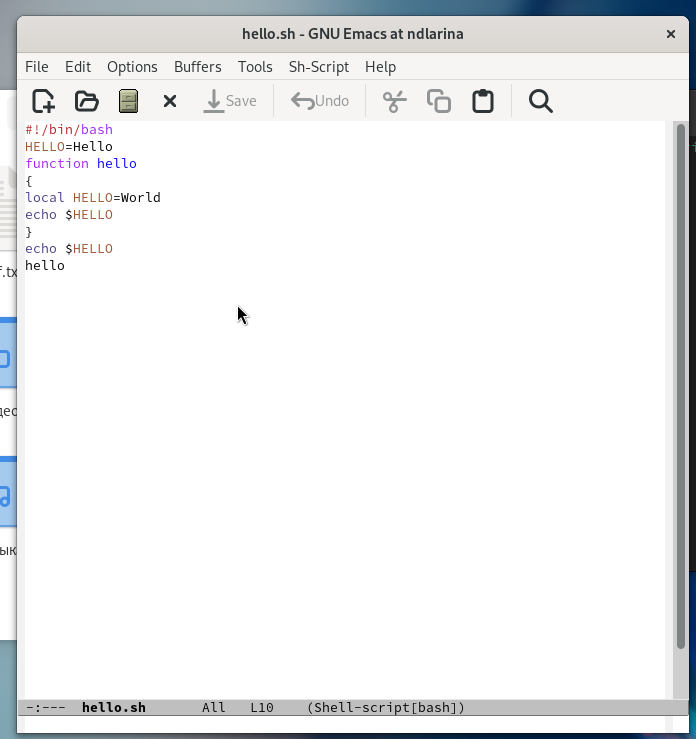 hello.sh - GNU Emacs at ndlarina
File Edit Options Buffers Tools Sh-Script Help
Save Undo
#!/bin/bash
HELLO=Hello
function hello
{
local HELLO=World
echo $HELLO
}
echo $HELLO
hello
-:--- hello.sh All L10 (Shell-script[bash])